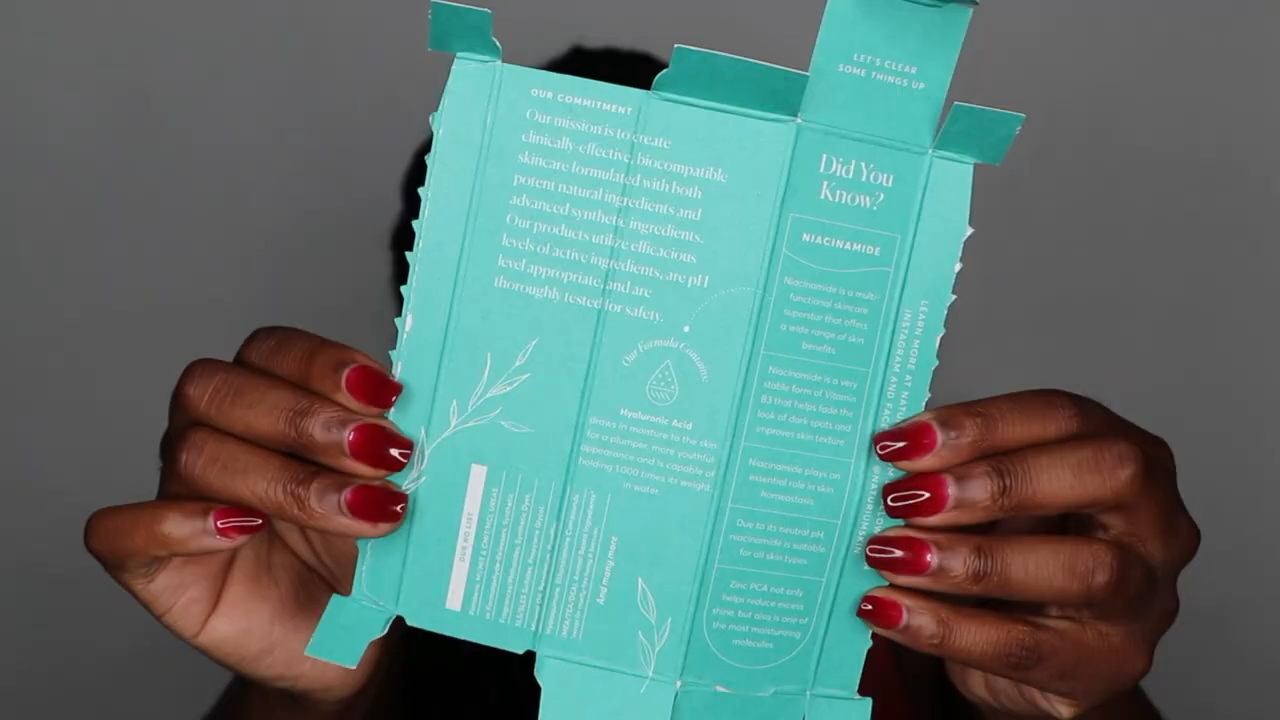 LET'S CLEAR
SOME THINGS UP
OUR COMMITMENT
Our mission is to create
clinically-effective, biocompatible
skincare formulated with both
potent natural ingredients and
advanced synthetic ingredients.
Our products utilize efficacious
levels of active ingredients, are pH
level appropriate, and are
thoroughly tested for safety.
Our Formula Contains:
Hyaluronic Acid
draws in moisture to the skin
for a plumper, more youthful
appearance and is capable of
holding 1,000 times its weight
in water.
OUR NO LIST
And many more
Did You
Know?
NIACINAMIDE
Niacinamide is a multi-
functional skincare
superstar that offers
a wide range of skin
benefits.
Niacinamide is a very
stable form of Vitamin
B3 that helps fade the
look of dark spots and
improves skin texture.
Niacinamide plays an
essential role in skin
homeostasis.
Due to its neutral pH,
niacinamide is suitable
for all skin types.
Zinc PCA not only
helps reduce excess
shine, but also is one of
the most moisturizing
molecules.
LEARN MORE AT
INSTAGRAM AND @NATURIUMSKIN